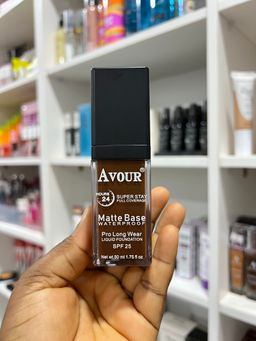 AVOUR®
HOURS
24
SUPER STAY
FULL COVERAGE
Matte Base
WATERPROOF
Pro Long Wear
LIQUID FOUNDATION
SPF 25
Net 50 ml 1.75 fl.oz